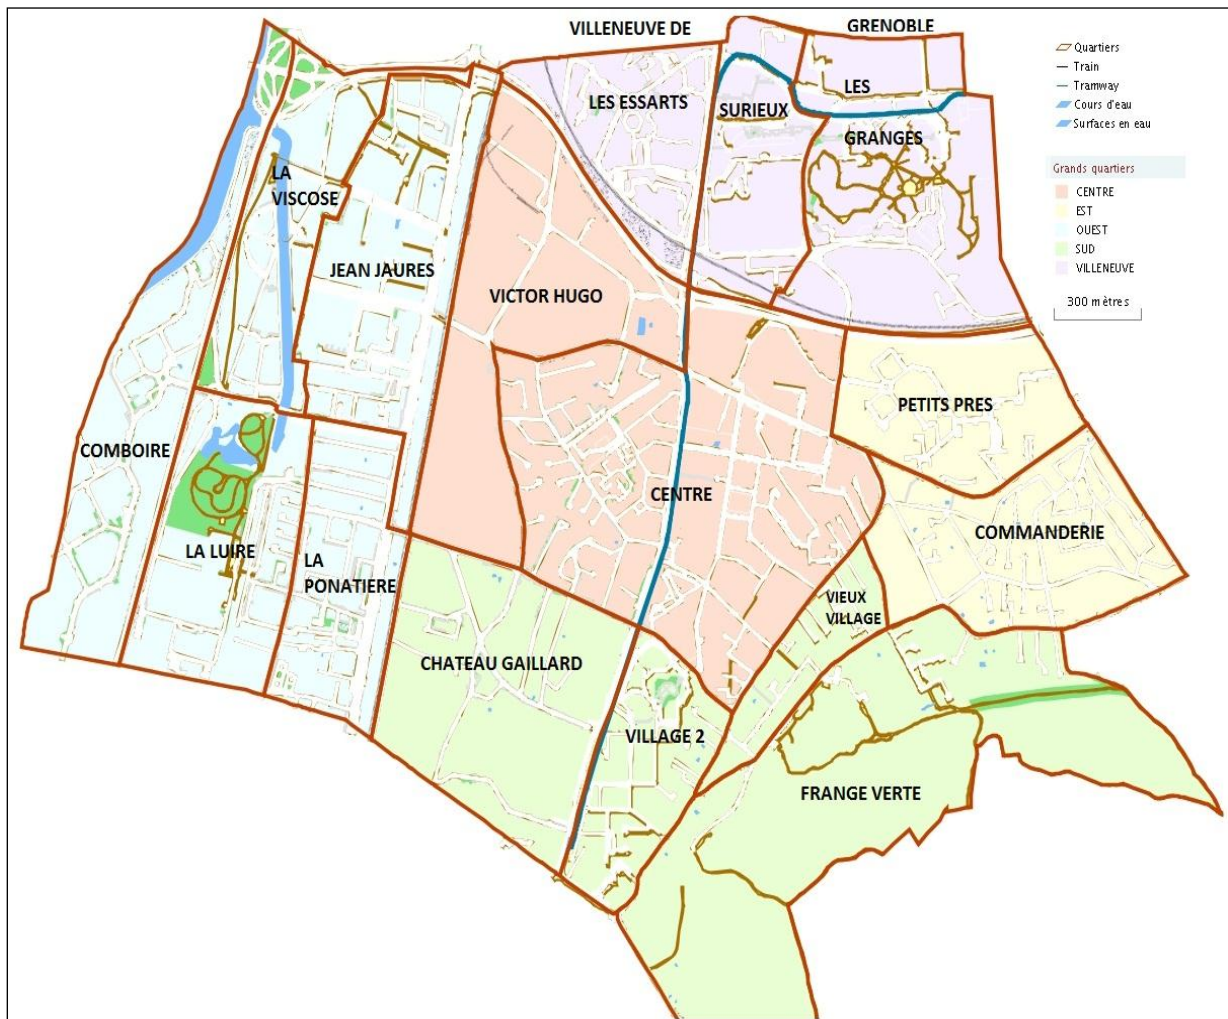 VILLENEUVE DE
GRENOBLE
Quartiers
Train
Tramway
Cours d'eau
Surfaces en eau
Grands quartiers
CENTRE
EST
OUEST
SUD
VILLENEUVE
300 mètres
LES ESSARTS
SURIEUX
LES
GRANGES
LA
VISCOSE
JEAN JAURES
VICTOR HUGO
PETITS PRES
COMBOIRE
CENTRE
COMMANDERIE
LA LUIRE
LA
PONATIERE
VIEUX
VILLAGE
CHATEAU GAILLARD
VILLAGE 2
FRANGE VERTE